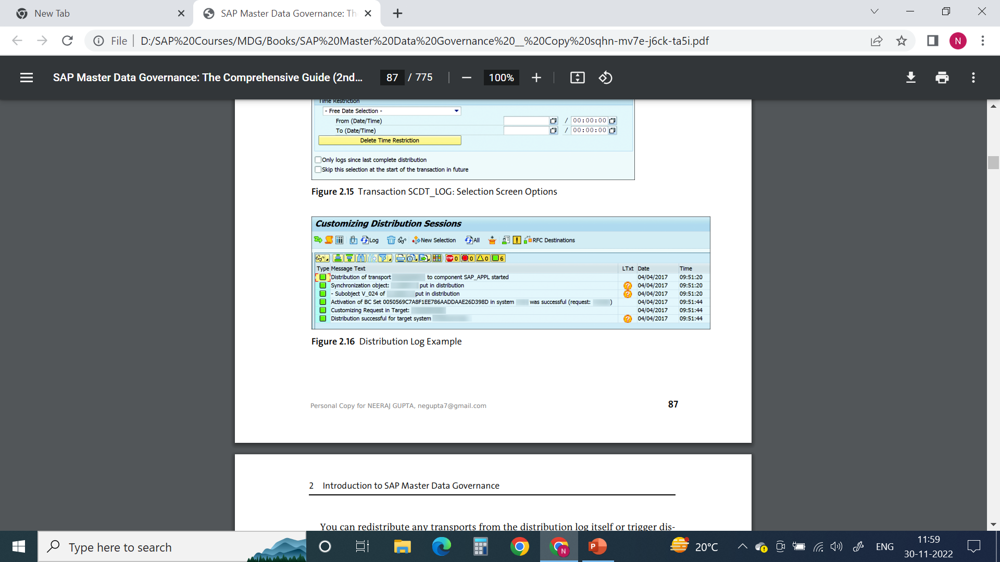 New Tab
SAP Master Data Governance: Th
File
D:/SAP%20Courses/MDG/Books/SAP%20Master%20Data%20Governance%20__%20Copy%20sqhn-mv7e-j6ck-ta5i.pdf
N
SAP Master Data Governance: The Comprehensive Guide (2nd...
87 / 775
100%
Time Restriction
- Free Date Selection -
From (Date/Time) / 00:00:00
To (Date/Time) / 00:00:00
Delete Time Restriction
Only logs since last complete distribution
Skip this selection at the start of the transaction in future
Figure 2.15 Transaction SCDT_LOG: Selection Screen Options
Customizing Distribution Sessions
Log New Selection All RFC Destinations
STOP 0 0 0 6
Type Message Text LTxt Date Time
Distribution of transport to component SAP_APPL started 04/04/2017 09:51:20
Synchronization object: put in distribution 04/04/2017 09:51:20
- Subobject V_024 of put in distribution 04/04/2017 09:51:20
Activation of BC Set 0050569C7A8F1EE786AADDAAE26D398D in system was successful (request: ) 04/04/2017 09:51:44
Customizing Request in Target: 04/04/2017 09:51:44
Distribution successful for target system 04/04/2017 09:51:44
Figure 2.16 Distribution Log Example
Personal Copy for NEERAJ GUPTA, negupta7@gmail.com
87
2 Introduction to SAP Master Data Governance
You can redistribute any transports from the distribution log itself or trigger dis-
Type here to search
N
P
20°C
ENG
11:59
30-11-2022